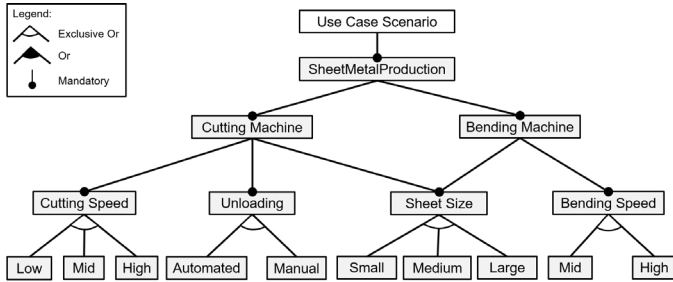 Legend:
Exclusive Or
Or
Mandatory
Use Case Scenario
SheetMetalProduction
Cutting Machine
Bending Machine
Cutting Speed
Unloading
Sheet Size
Bending Speed
Low
Mid
High
Automated
Manual
Small
Medium
Large
Mid
High